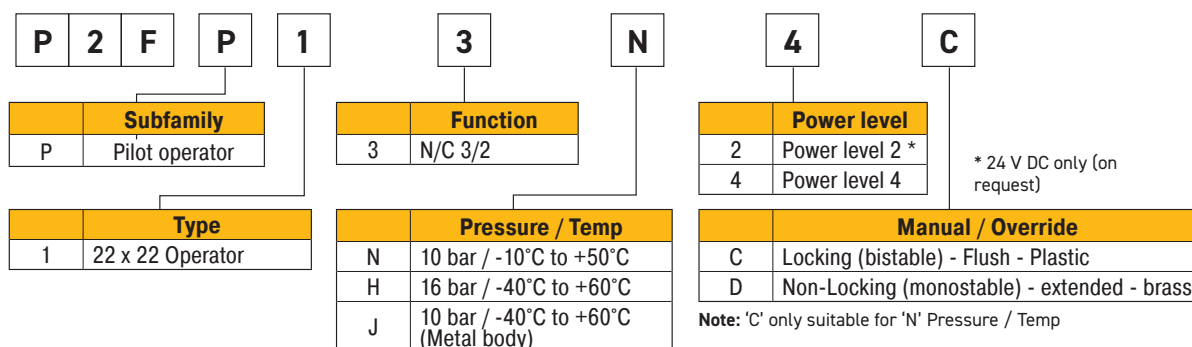 P 2 F P 1 3 N 4 C
Subfamily
P Pilot operator
Type
1 22 x 22 Operator
Function
3 N/C 3/2
Pressure / Temp
N 10 bar / -10°C to +50°C
H 16 bar / -40°C to +60°C
J 10 bar / -40°C to +60°C
(Metal body)
Power level
2 Power level 2 *
4 Power level 4
* 24 V DC only (on
request)
Manual / Override
C Locking (bistable) - Flush - Plastic
D Non-Locking (monostable) - extended - brass
Note: 'C' only suitable for 'N' Pressure / Temp